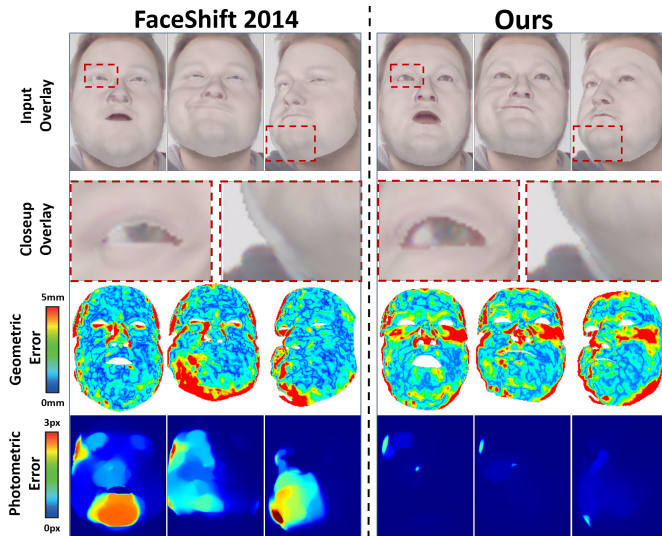 FaceShift 2014
Ours
Input
Overlay
Closeup
Overlay
Geometric
Error
5mm
0mm
Photometric
Error
3px
0px